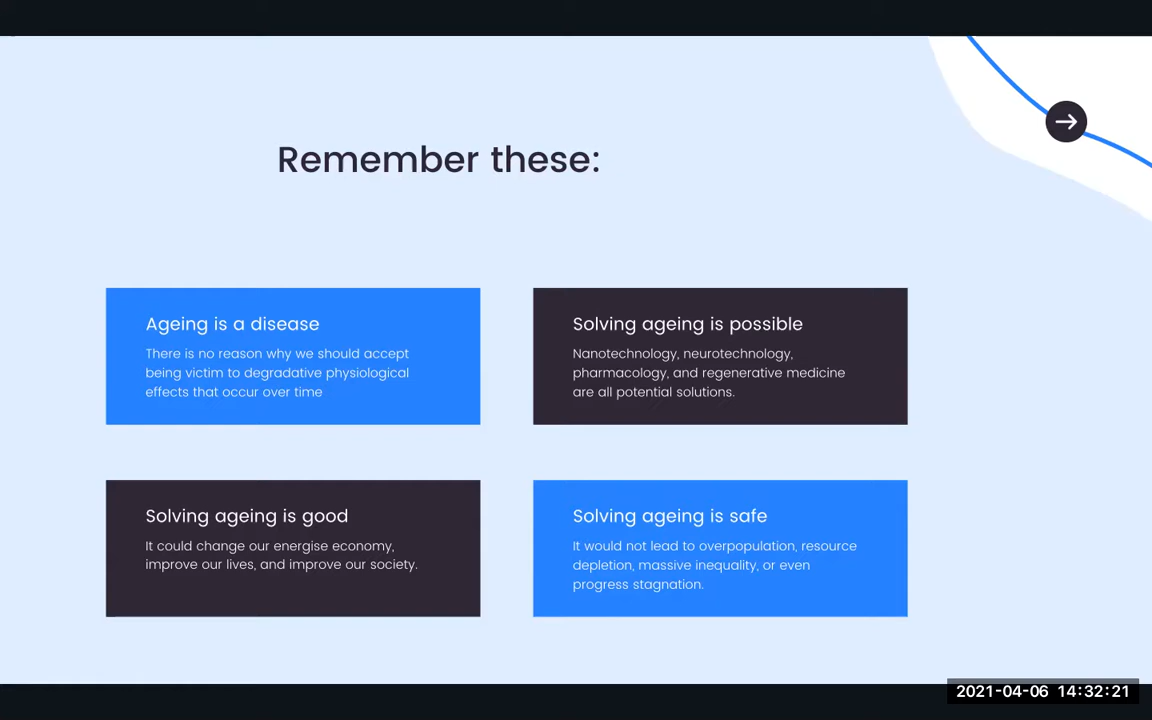 Remember these:
Ageing is a disease
There is no reason why we should accept
being victim to degradative physiological
effects that occur over time
Solving ageing is possible
Nanotechnology, neurotechnology,
pharmacology, and regenerative medicine
are all potential solutions.
Solving ageing is good
It could change our energise economy,
improve our lives, and improve our society.
Solving ageing is safe
It would not lead to overpopulation, resource
depletion, massive inequality, or even
progress stagnation.
2021-04-06 14:32:21